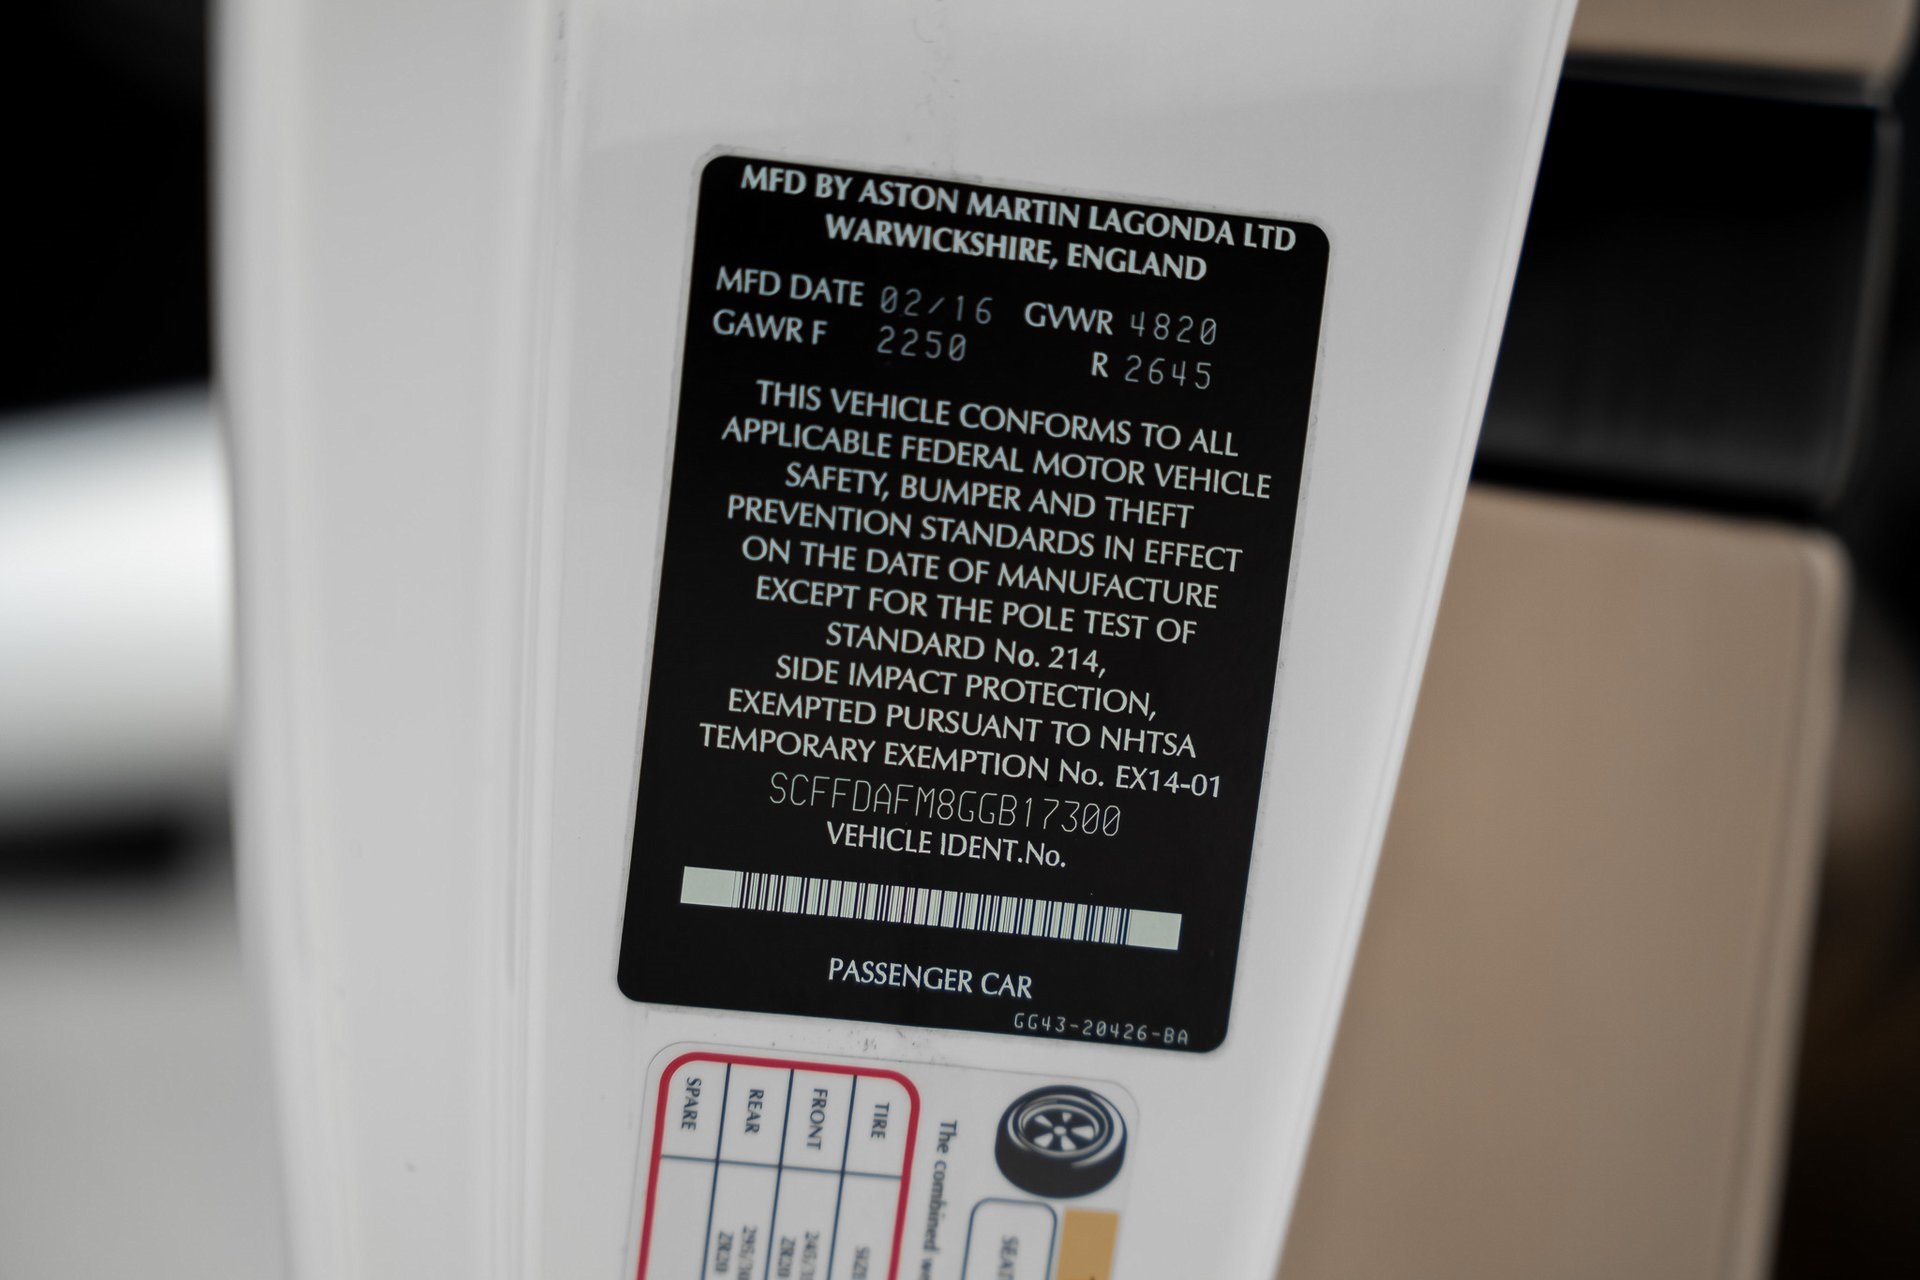 MFD BY ASTON MARTIN LAGONDA LTD
WARWICKSHIRE, ENGLAND
MFD DATE 02/16 GVWR 4820
GAWR F 2250 R 2645
THIS VEHICLE CONFORMS TO ALL
APPLICABLE FEDERAL MOTOR VEHICLE
SAFETY, BUMPER AND THEFT
PREVENTION STANDARDS IN EFFECT
ON THE DATE OF MANUFACTURE
EXCEPT FOR THE POLE TEST OF
STANDARD No. 214,
SIDE IMPACT PROTECTION,
EXEMPTED PURSUANT TO NHTSA
TEMPORARY EXEMPTION No. EX14-01
SCFFDAFM8GGB17300
VEHICLE IDENT.No.
PASSENGER CAR
GG43-20426-BA
The combined
TIRE
FRONT
REAR
SPARE